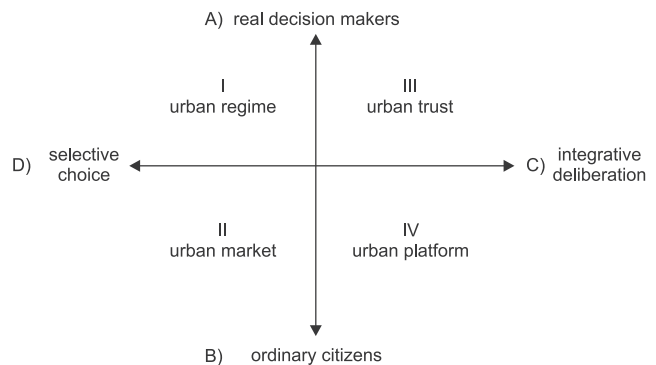 A) real decision makers
I
urban regime
III
urban trust
D) selective choice
C) integrative deliberation
II
urban market
IV
urban platform
B) ordinary citizens